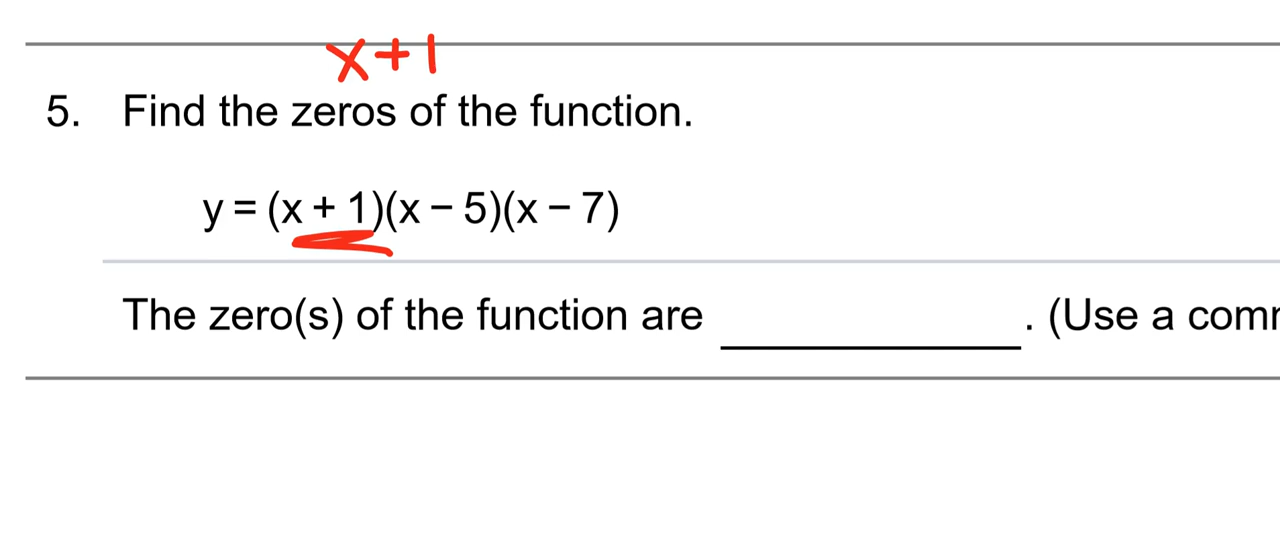 x+1
5. Find the zeros of the function.
y = (x + 1)(x − 5)(x − 7)
The zero(s) of the function are ____________ . (Use a